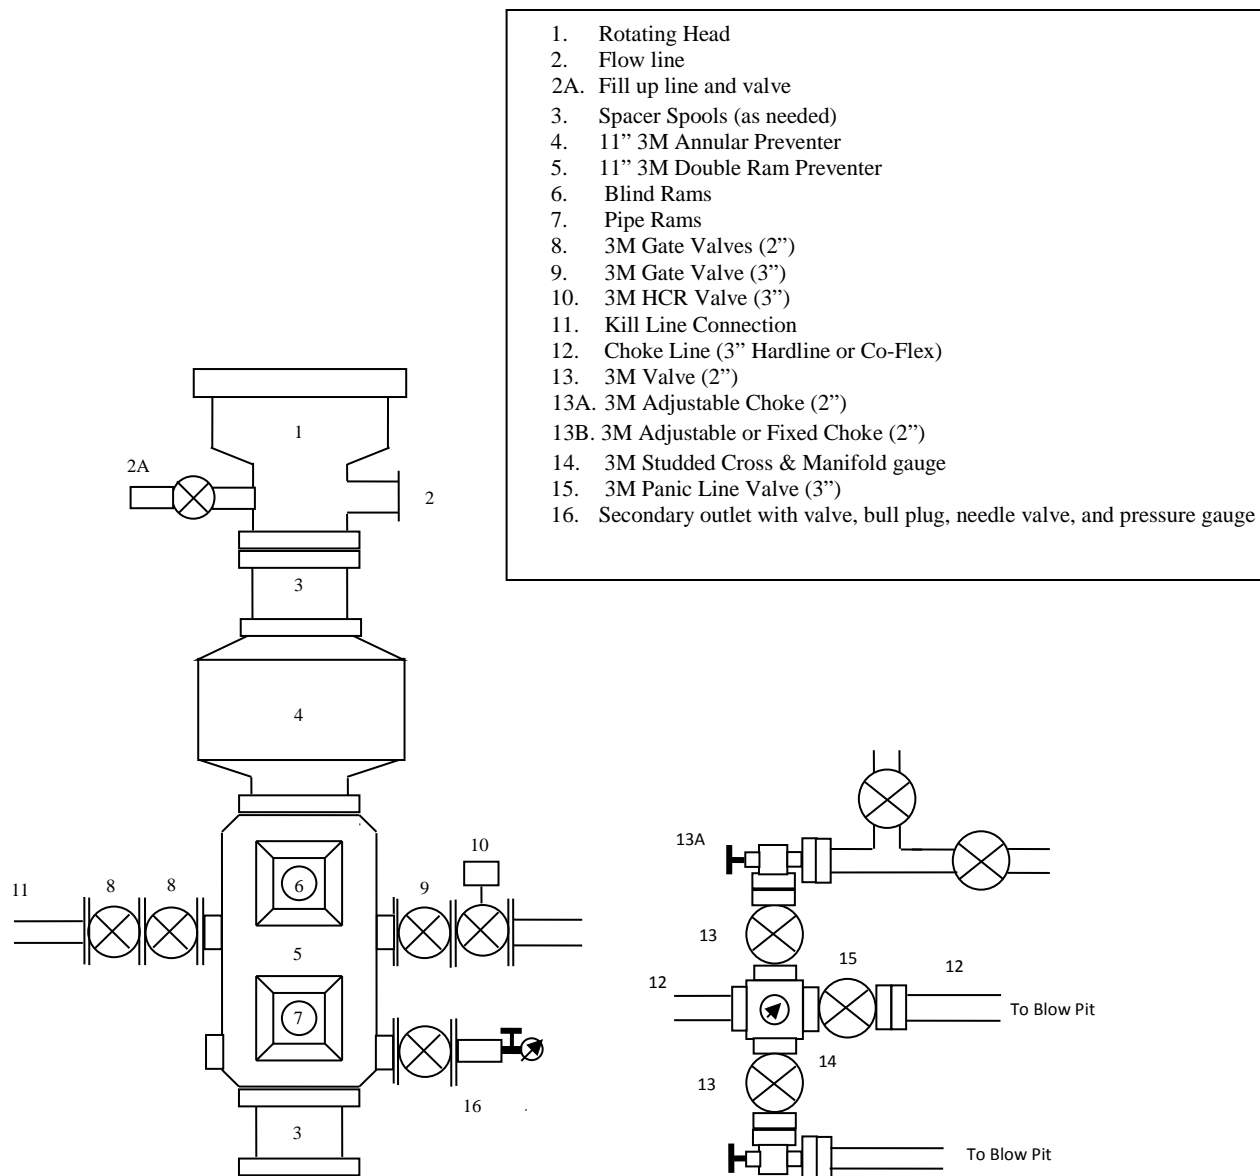 1. Rotating Head
2. Flow line
2A. Fill up line and valve
3. Spacer Spools (as needed)
4. 11” 3M Annular Preventer
5. 11” 3M Double Ram Preventer
6. Blind Rams
7. Pipe Rams
8. 3M Gate Valves (2”)
9. 3M Gate Valve (3”)
10. 3M HCR Valve (3”)
11. Kill Line Connection
12. Choke Line (3” Hardline or Co-Flex)
13. 3M Valve (2”)
13A. 3M Adjustable Choke (2”)
13B. 3M Adjustable or Fixed Choke (2”)
14. 3M Studded Cross & Manifold gauge
15. 3M Panic Line Valve (3”)
16. Secondary outlet with valve, bull plug, needle valve, and pressure gauge
1
2A
2
3
4
10
11
8
8
6
9
5
7
16
3
13A
13
15
12
12
To Blow Pit
14
13
To Blow Pit